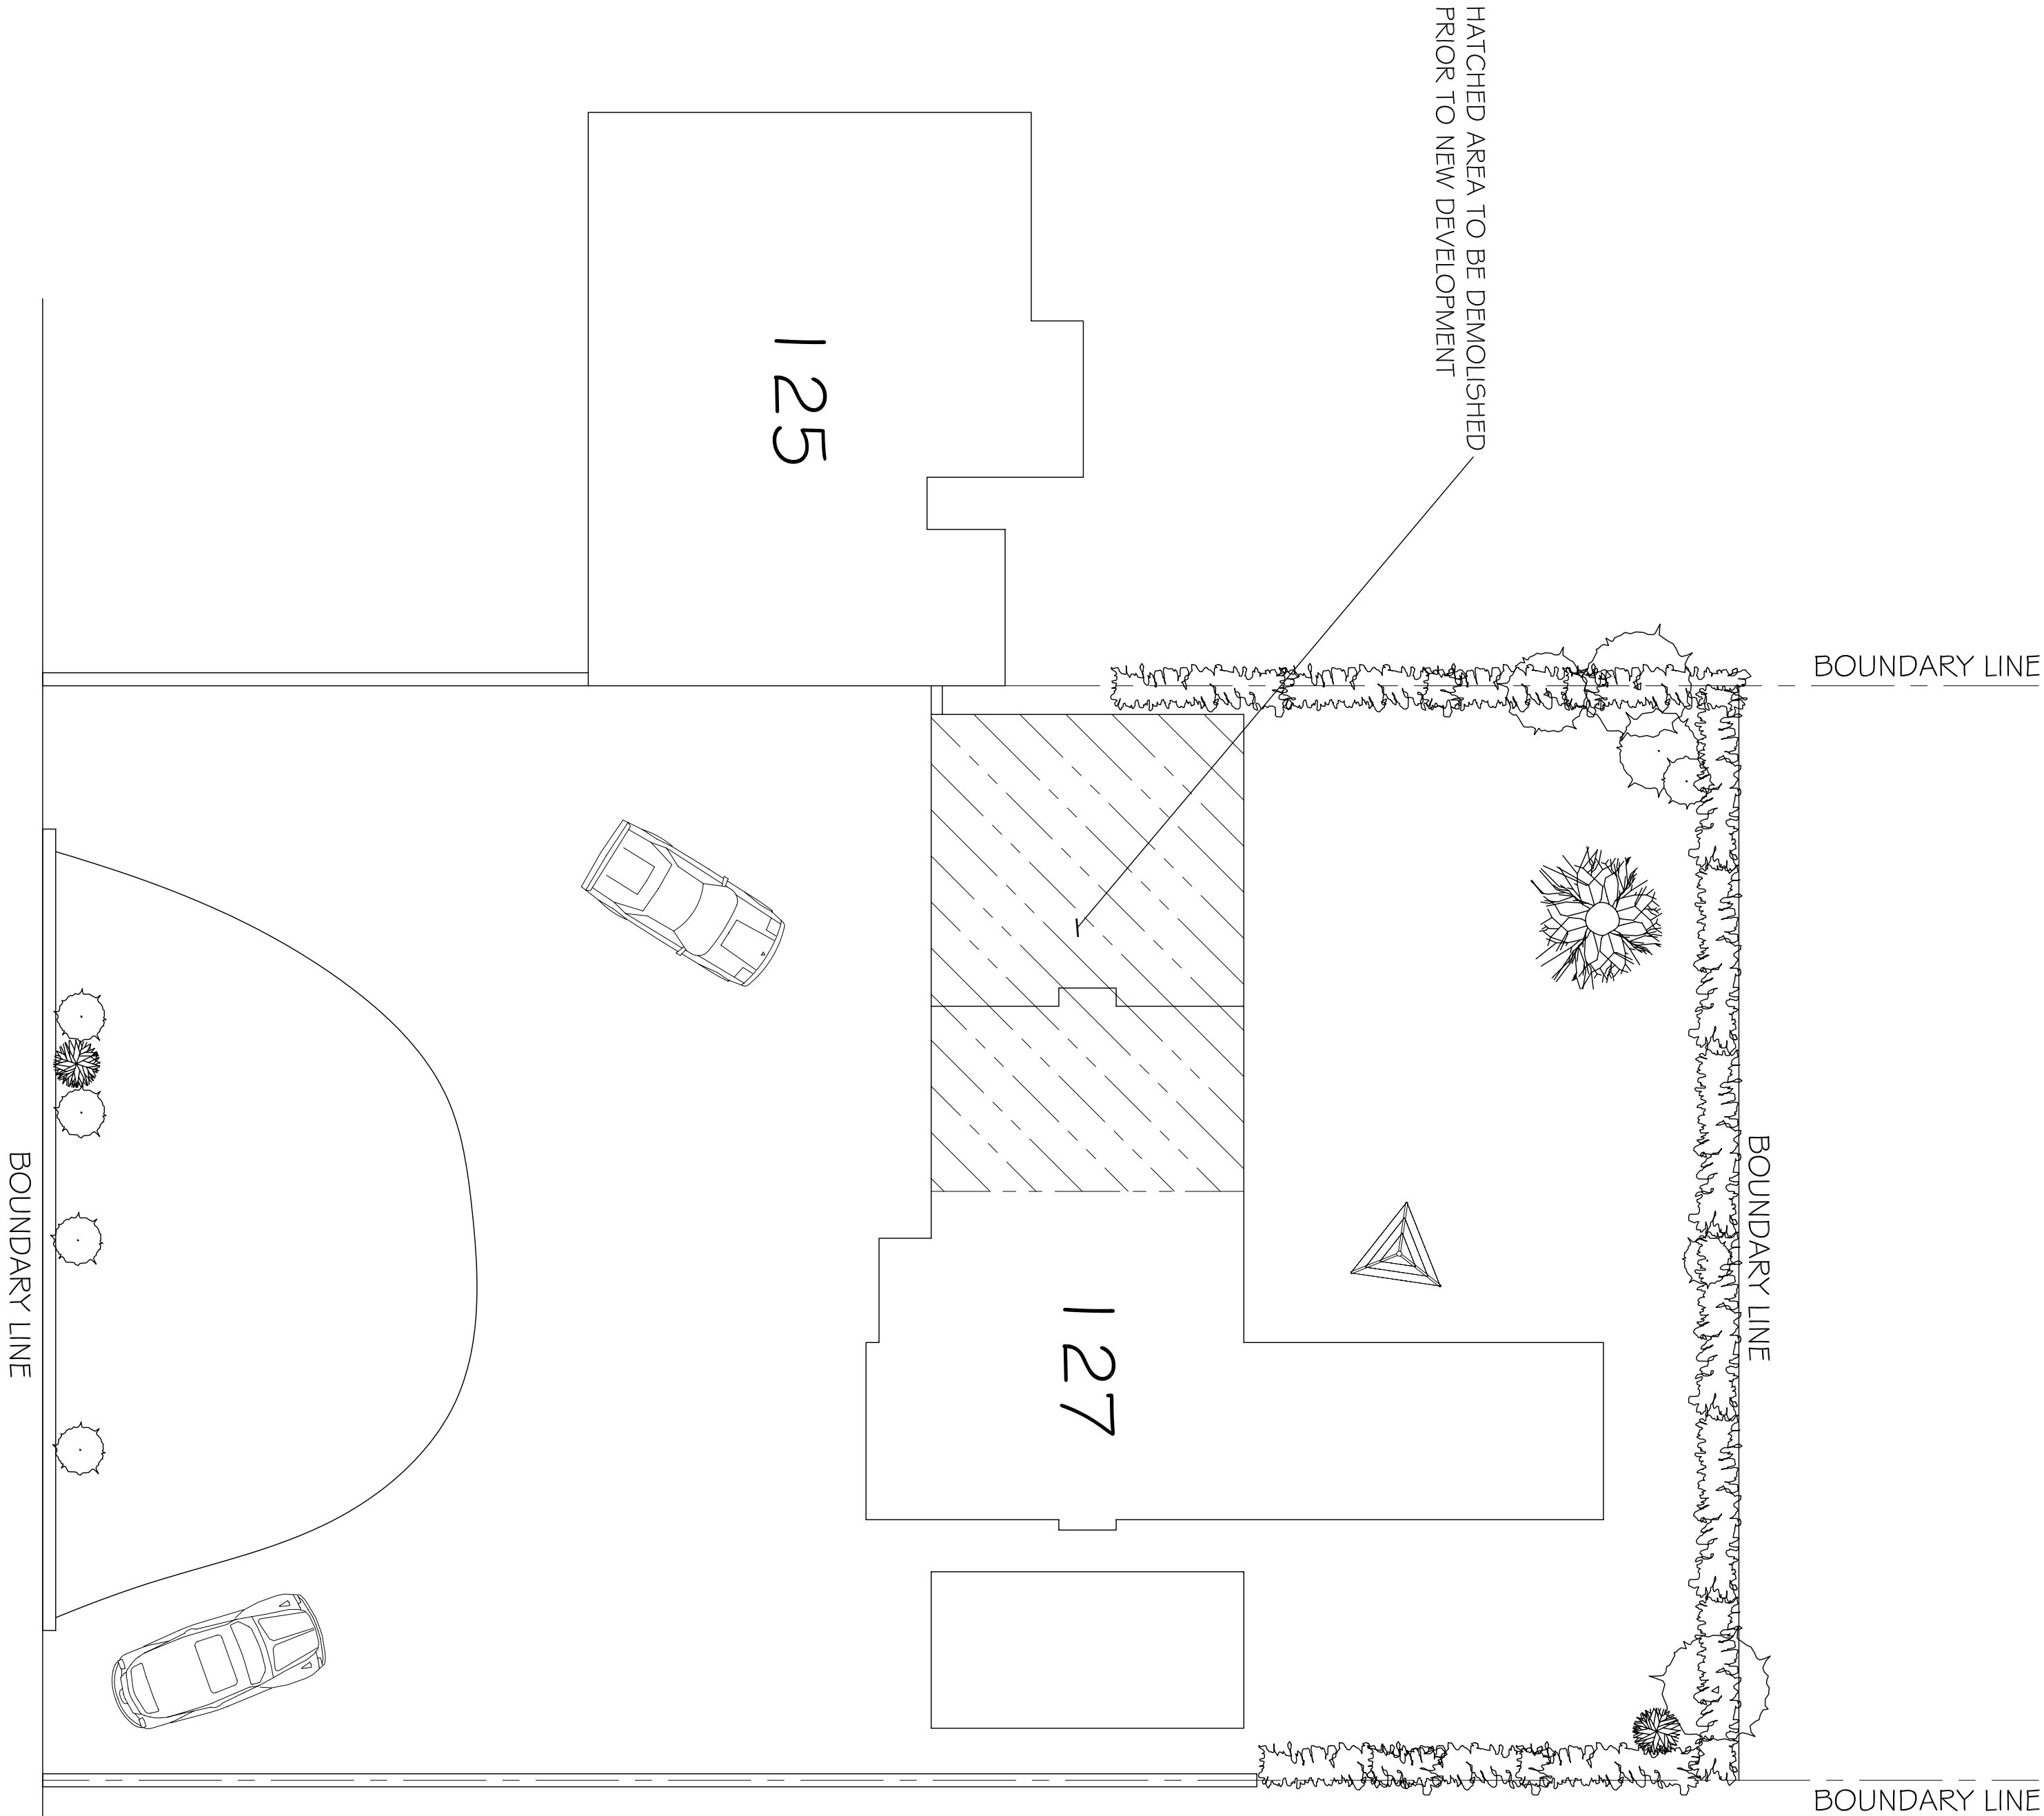 HATCHED AREA TO BE DEMOLISHED
PRIOR TO NEW DEVELOPMENT
125
BOUNDARY LINE
BOUNDARY LINE
BOUNDARY LINE
127
BOUNDARY LINE